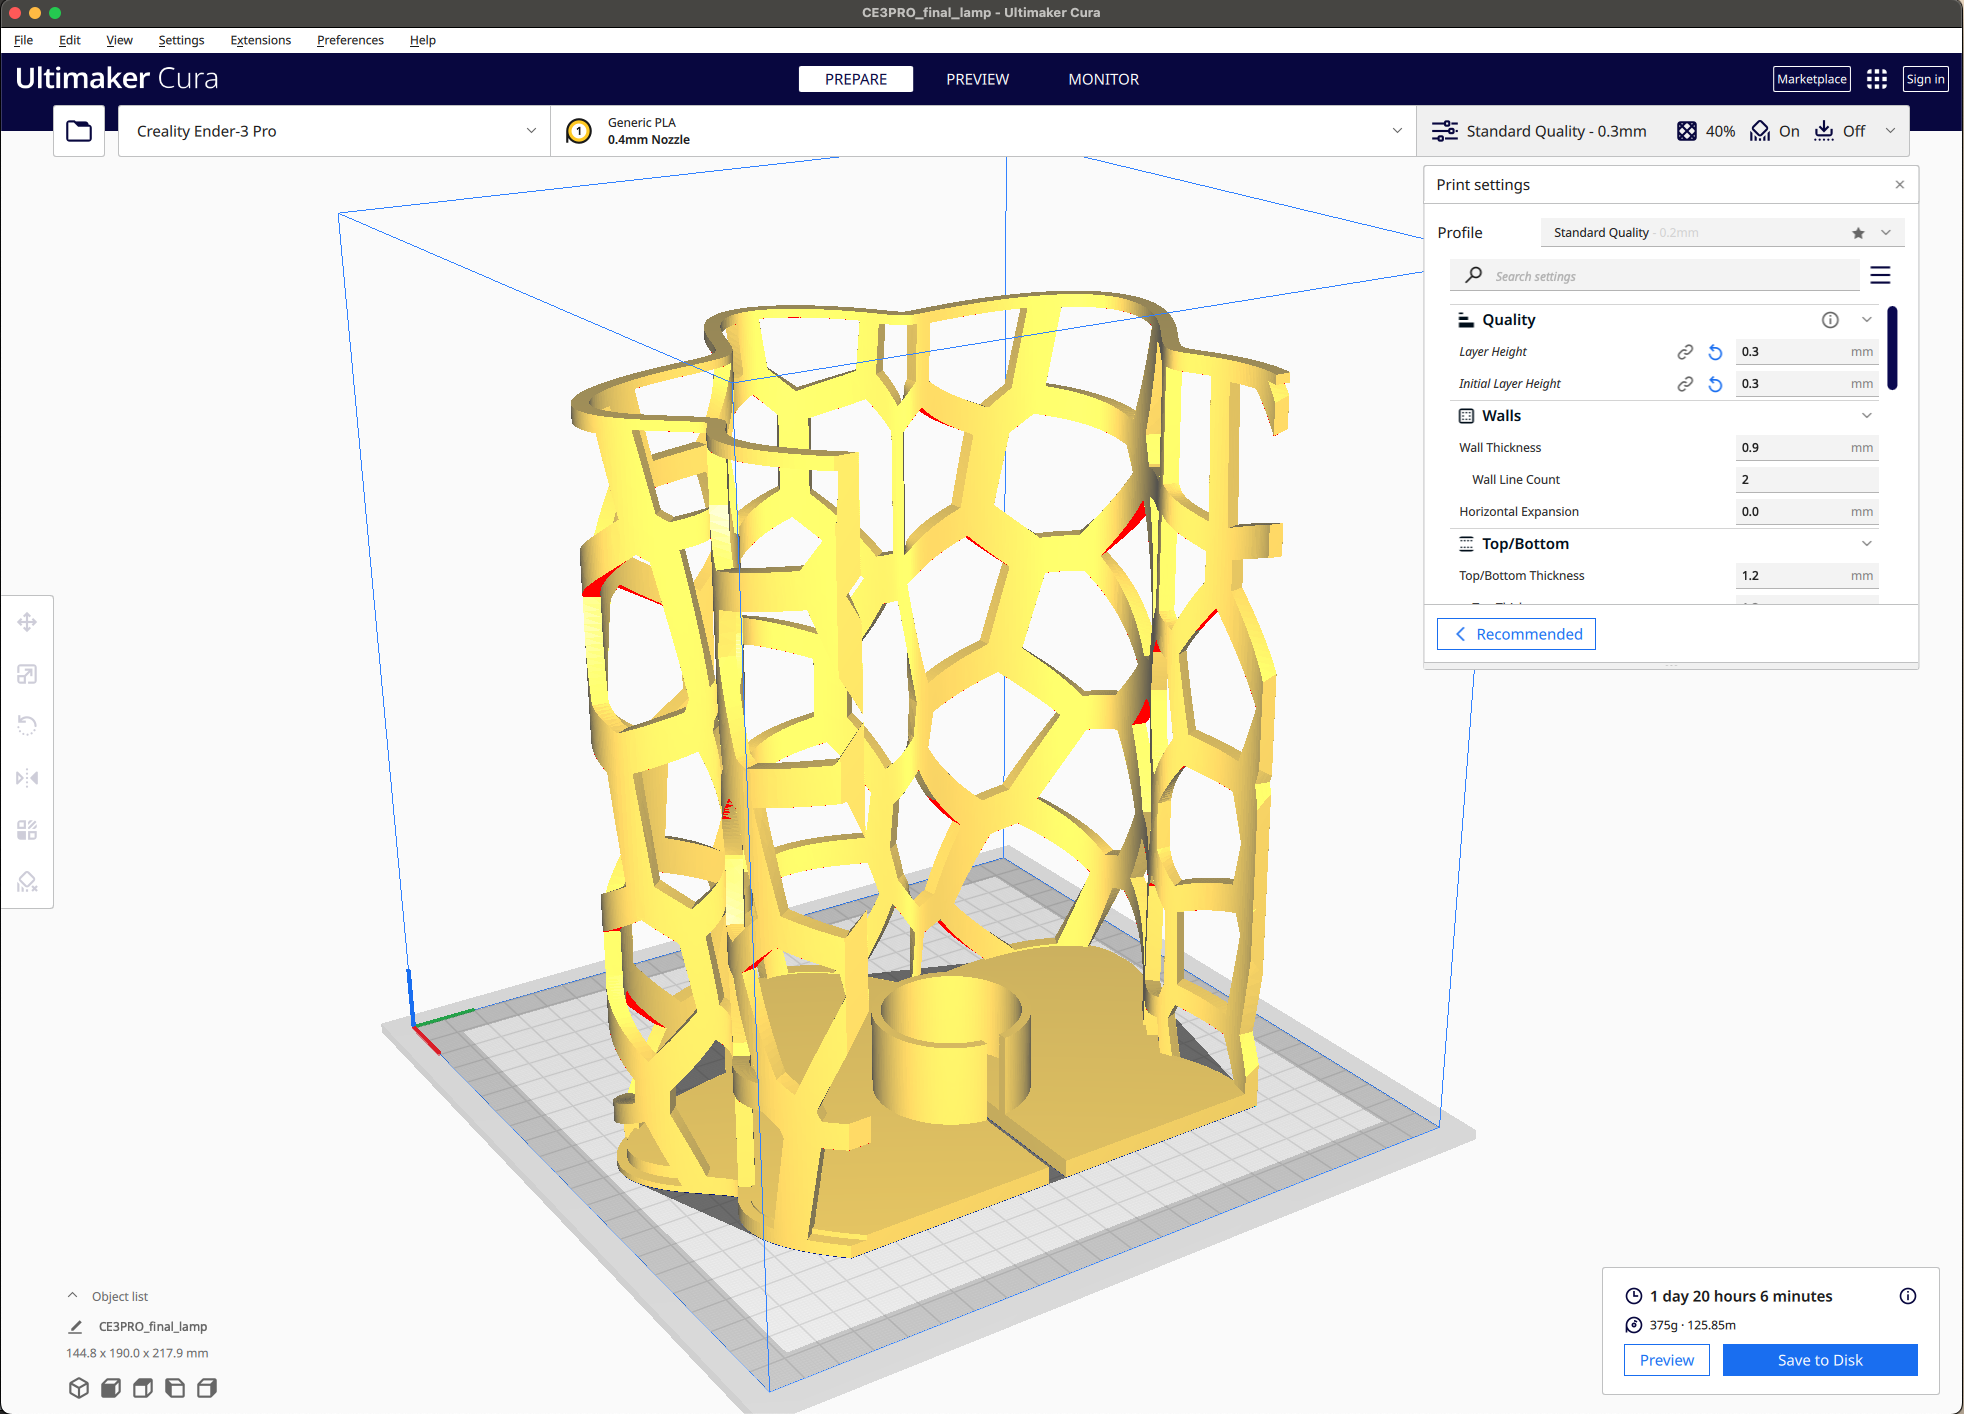 CE3PRO_final_lamp - Ultimaker Cura
File Edit View Settings Extensions Preferences Help
Ultimaker Cura
PREPARE PREVIEW MONITOR
Marketplace Sign in
Creality Ender-3 Pro
1
Generic PLA
0.4mm Nozzle
Standard Quality - 0.3mm 40% On Off
Print settings
Profile Standard Quality - 0.2mm
Search settings
Quality
Layer Height 0.3 mm
Initial Layer Height 0.3 mm
Walls
Wall Thickness 0.9 mm
Wall Line Count 2
Horizontal Expansion 0.0 mm
Top/Bottom
Top/Bottom Thickness 1.2 mm
Recommended
Object list
CE3PRO_final_lamp
144.8 x 190.0 x 217.9 mm
1 day 20 hours 6 minutes
375g · 125.85m
Preview Save to Disk